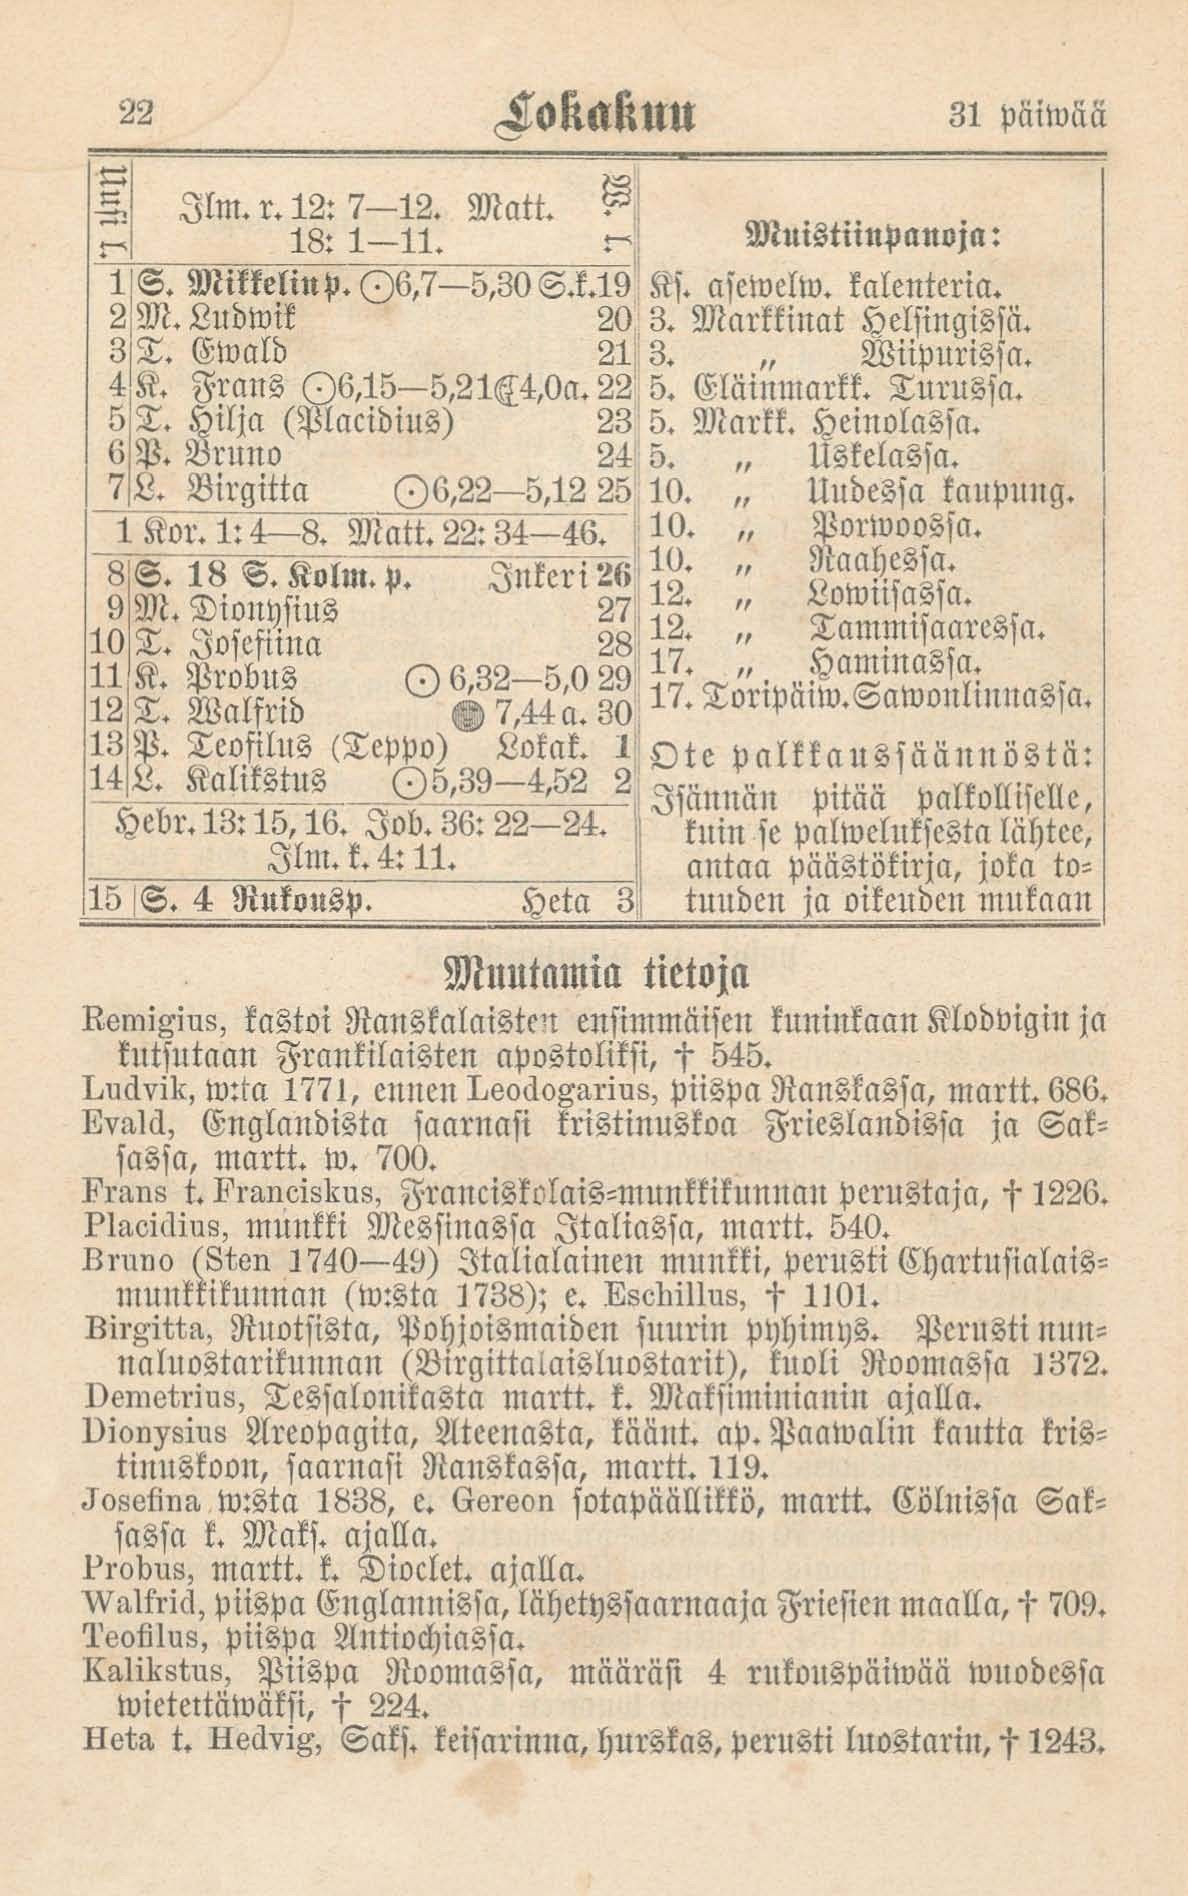 22 Lokakuu 31 päiwää
Uusi l.
Ilm. r. 12: 7—12. Matt.
18: 1—11.
W. l.
1 S. Mikkelin p. ☉6,7—5,30 S.k. 19
2 M. Ludwik 20
3 T. Ewald 21
4 K. Frans ☉6,15—5,21 ☾4,0a. 22
5 T. Hilja (Placidius) 23
6 P. Bruno 24
7 L. Birgitta ☉6,22—5,12 25
1 Kor. 1: 4—8. Matt. 22: 34—46.
8 S. 18 S. Kolm. p. Inkeri 26
9 M. Dionysius 27
10 T. Josefiina 28
11 K. Probus ☉ 6,32—5,0 29
12 T. Walfrid ● 7,44 a. 30
13 P. Teofilus (Teppo) Lokak. 1
14 L. Kalikstus ☉5,39—4,52 2
Hebr. 13: 15, 16. Job. 36: 22—24.
Ilm. k. 4: 11.
15 S. 4 Rukousp. Heta 3
Muistiinpanoja:
Ks. asewelw. kalenteria.
3. Markkinat Helsingissä.
3. „ Wiipurissa.
5. Eläinmarkk. Turussa.
5. Markk. Heinolassa.
5. „ Uskelassa.
10. „ Uudessa kaupung.
10. „ Porwoossa.
10. „ Raahessa.
12. „ Lowiisassa.
12. „ Tammisaaressa.
17. „ Haminassa.
17. Toripäiw. Sawonlinnassa.
Ote palkkaussäännöstä:
Isännän pitää palkolliselle,
kuin se palweluksesta lähtee,
antaa päästökirja, joka to-
tuuden ja oikeuden mukaan
Muutamia tietoja
Remigius, kastoi Ranskalaisten ensimmäisen kuninkaan Klodvigin ja
kutsutaan Frankilaisten apostoliksi, † 545.
Ludvik, w:ta 1771, ennen Leodogarius, piispa Ranskassa, martt. 686.
Evald, Englandista saarnasi kristinuskoa Frieslandissa ja Sak-
sassa, martt. w. 700.
Frans t. Franciskus, Franciskolais-munkkikunnan perustaja, † 1226.
Placidius, munkki Messinassa Italiassa, martt. 540.
Bruno (Sten 1740—49) Italialainen munkki, perusti Chartusialais-
munkkikunnan (w:sta 1738); e. Eschillus, † 1101.
Birgitta, Ruotsista, Pohjoismaiden suurin pyhimys. Perusti nun-
naluostarikunnan (Birgittalaisluostarit), kuoli Roomassa 1372.
Demetrius, Tessalonikasta martt. k. Maksiminianin ajalla.
Dionysius Areopagita, Ateenasta, käänt. ap. Paawalin kautta kris-
tinuskoon, saarnasi Ranskassa, martt. 119.
Josefina w:sta 1838, e. Gereon sotapäällikkö, martt. Cölnissa Sak-
sassa k. Maks. ajalla.
Probus, martt. k. Dioclet. ajalla.
Walfrid, piispa Englannissa, lähetyssaarnaaja Friesien maalla, † 709.
Teofilus, piispa Antiochiassa.
Kalikstus, Piispa Roomassa, määräsi 4 rukouspäiwää wuodessa
wietettäwäksi, † 224.
Heta t. Hedvig, Saks. keisarinna, hurskas, perusti luostarin, † 1243.